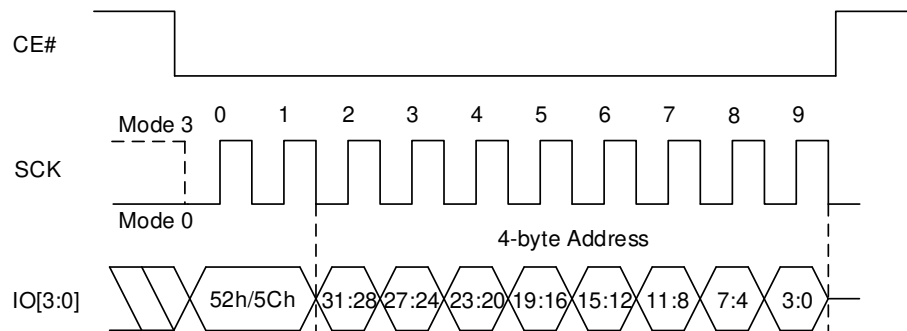 CE#
0 1 2 3 4 5 6 7 8 9
Mode 3
SCK
Mode 0
4-byte Address
IO[3:0] 52h/5Ch 31:28 27:24 23:20 19:16 15:12 11:8 7:4 3:0